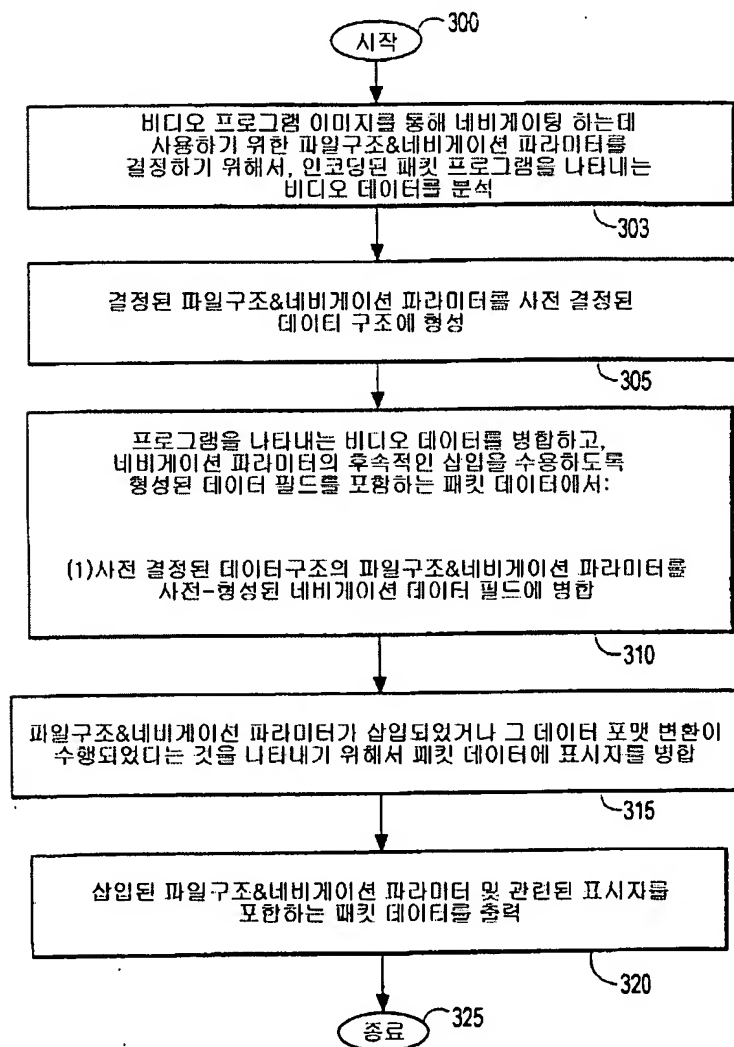 300
시작
비디오 프로그램 이미지를 통해 네비게이팅 하는데
사용하기 위한 파일구조&네비게이션 파라미터를
결정하기 위해서, 인코딩된 패킷 프로그램을 나타내는
비디오 데이터를 분석
303
결정된 파일구조&네비게이션 파라미터를 사전 결정된
데이터 구조에 형성
305
프로그램을 나타내는 비디오 데이터를 병합하고,
네비게이션 파라미터의 후속적인 삽입을 수용하도록
형성된 데이터 필드를 포함하는 패킷 데이터에서:
(1)사전 결정된 데이터구조의 파일구조&네비게이션 파라미터를
사전-형성된 네비게이션 데이터 필드에 병합
310
파일구조&네비게이션 파라미터가 삽입되었거나 그 데이터 포맷 변환이
수행되었다는 것을 나타내기 위해서 패킷 데이터에 표시자를 병합
315
삽입된 파일구조&네비게이션 파라미터 및 관련된 표시자를
포함하는 패킷 데이터를 출력
320
종료
325